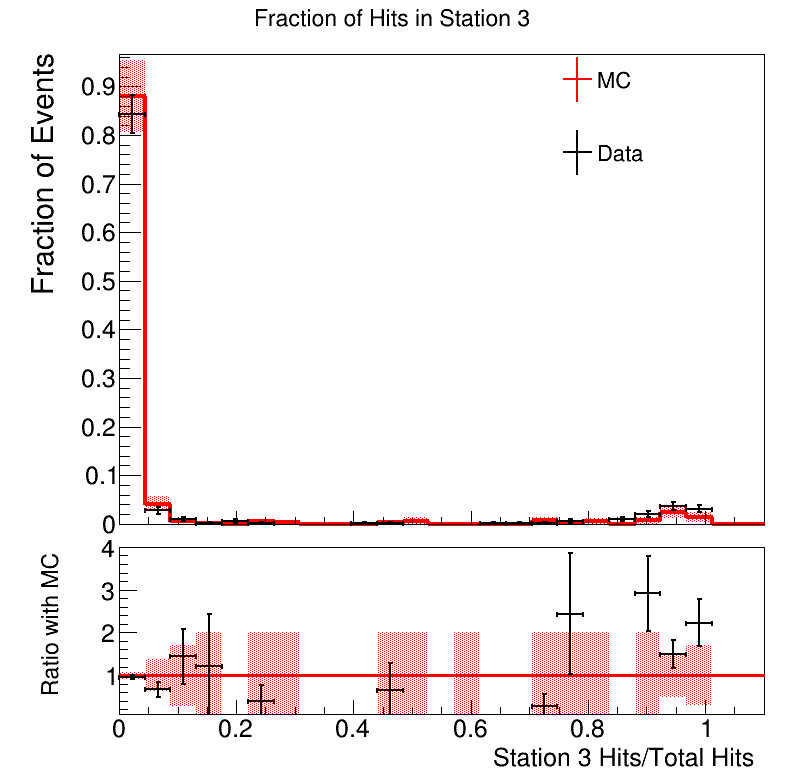 Fraction of Hits in Station 3
Fraction of Events
0.9
0.8
0.7
0.6
0.5
0.4
0.3
0.2
0.1
0
MC
Data
Ratio with MC
4
3
2
1
0 0.2 0.4 0.6 0.8 1
Station 3 Hits/Total Hits